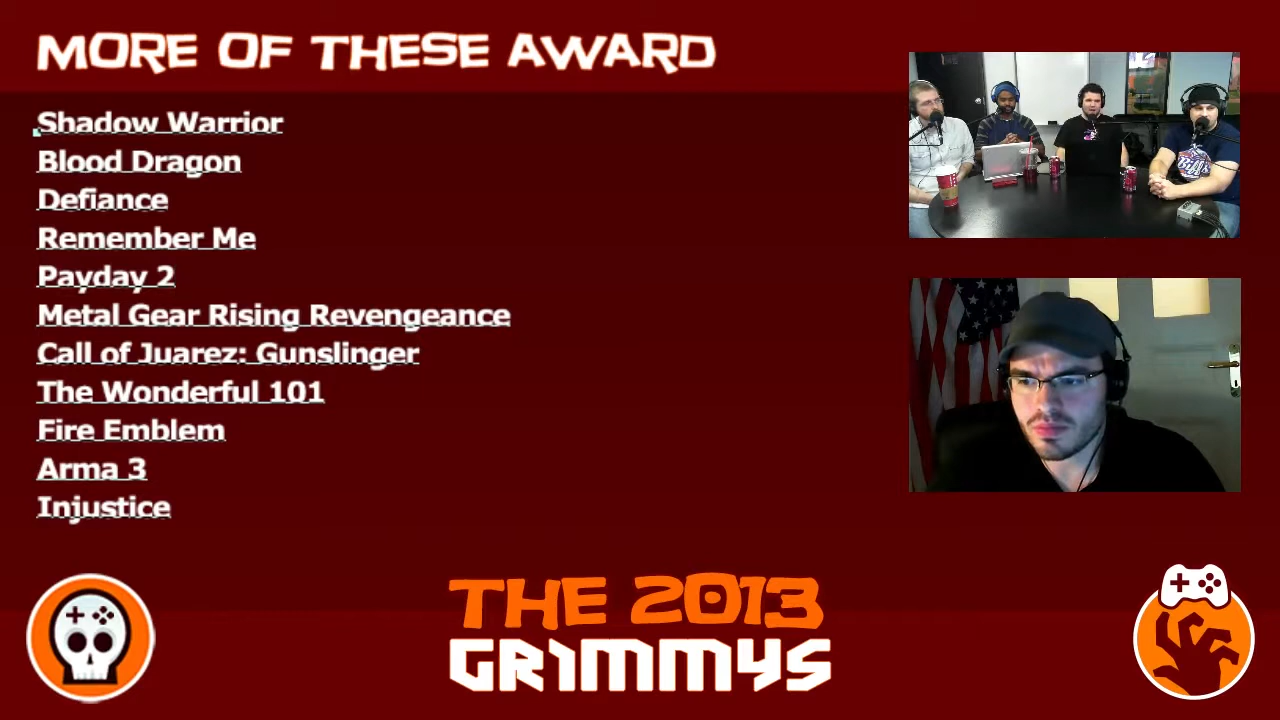 MORE OF THESE AWARD
Shadow Warrior
Blood Dragon
Defiance
Remember Me
Payday 2
Metal Gear Rising Revengeance
Call of Juarez: Gunslinger
The Wonderful 101
Fire Emblem
Arma 3
Injustice
THE 2013
GR1MM4S